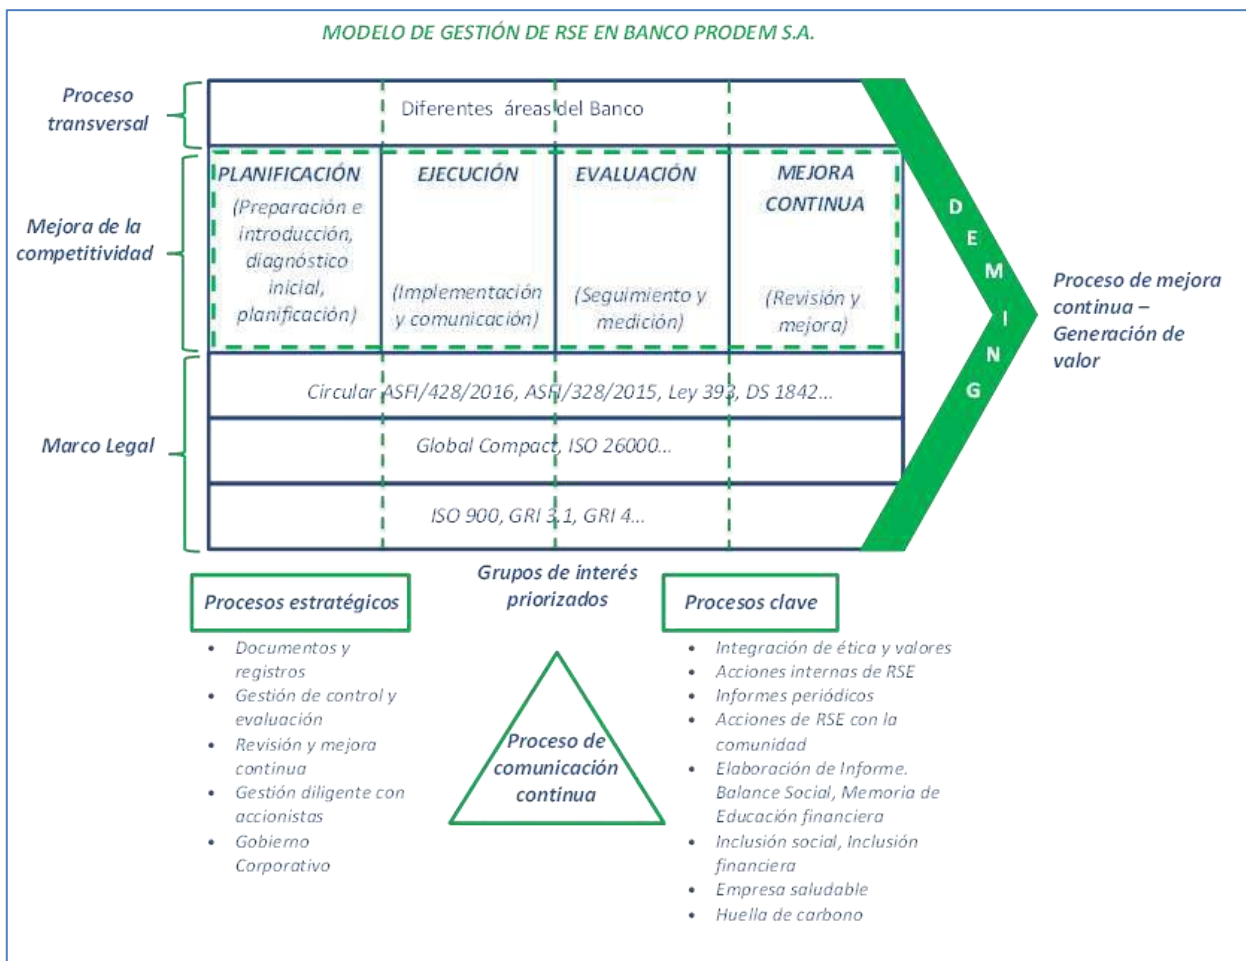 MODELO DE GESTIÓN DE RSE EN BANCO PRODEM S.A.
Proceso
transversal
Diferentes áreas del Banco
Mejora de la
competitividad
PLANIFICACIÓN
(Preparación e
introducción,
diagnóstico
inicial,
planificación)
EJECUCIÓN
(Implementación
y comunicación)
EVALUACIÓN
(Seguimiento y
medición)
MEJORA
CONTINUA
(Revisión y
mejora)
DEMING
Proceso de mejora
continua –
Generación de
valor
Marco Legal
Circular ASFI/428/2016, ASFI/328/2015, Ley 393, DS 1842...
Global Compact, ISO 26000...
ISO 900, GRI 3.1, GRI 4...
Procesos estratégicos
• Documentos y
registros
• Gestión de control y
evaluación
• Revisión y mejora
continua
• Gestión diligente con
accionistas
• Gobierno
Corporativo
Grupos de interés
priorizados
Proceso de
comunicación
continua
Procesos clave
• Integración de ética y valores
• Acciones internas de RSE
• Informes periódicos
• Acciones de RSE con la
comunidad
• Elaboración de Informe.
Balance Social, Memoria de
Educación financiera
• Inclusión social, Inclusión
financiera
• Empresa saludable
• Huella de carbono